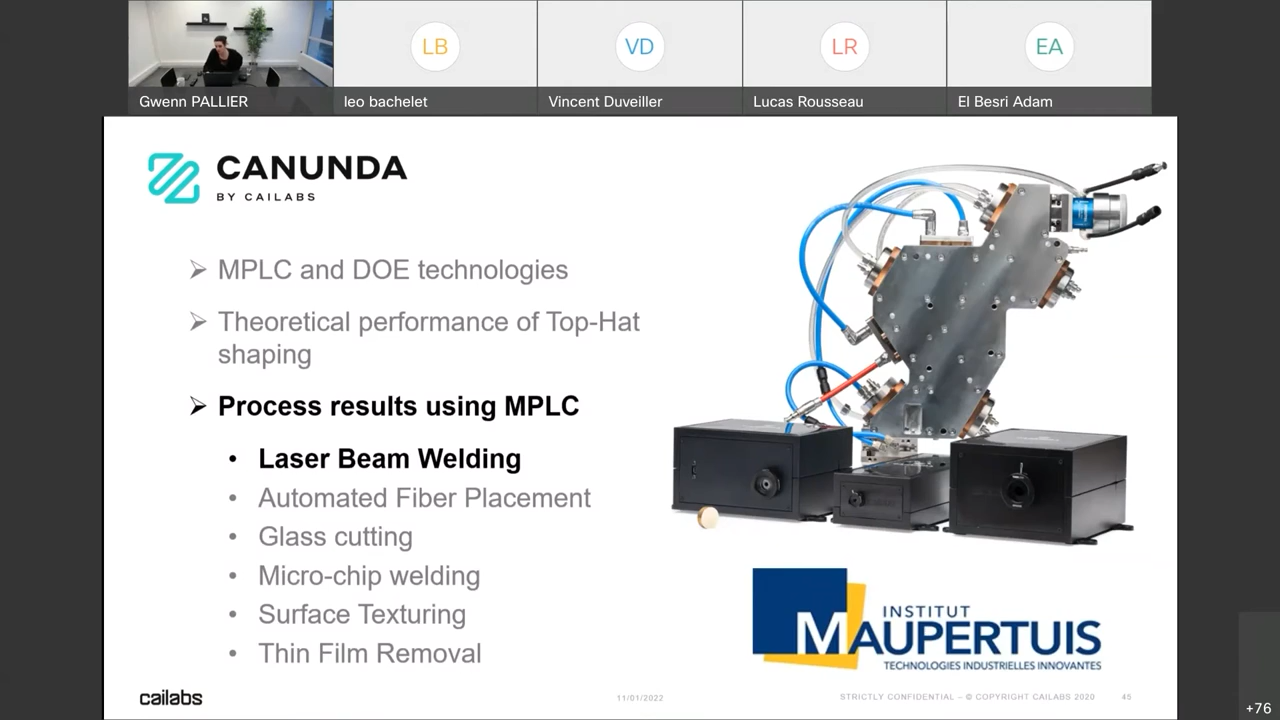 LB
VD
LR
EA
Gwenn PALLIER
leo bachelet
Vincent Duveiller
Lucas Rousseau
El Besri Adam
CANUNDA
BY CAILABS
MPLC and DOE technologies
Theoretical performance of Top-Hat
shaping
Process results using MPLC
Laser Beam Welding
Automated Fiber Placement
Glass cutting
Micro-chip welding
Surface Texturing
Thin Film Removal
INSTITUT
MAUPERTUIS
TECHNOLOGIES INDUSTRIELLES INNOVANTES
cailabs
11/01/2022
STRICTLY CONFIDENTIAL – © COPYRIGHT CAILABS 2020
45
+76